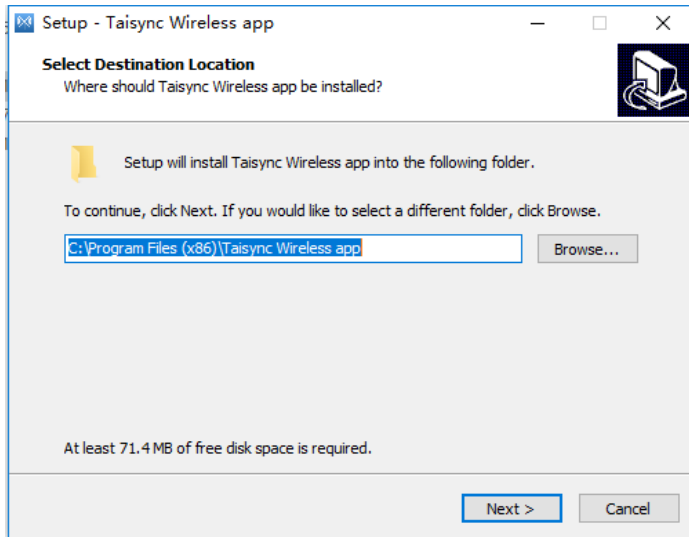 Setup - Taisync Wireless app
Select Destination Location
Where should Taisync Wireless app be installed?
Setup will install Taisync Wireless app into the following folder.
To continue, click Next. If you would like to select a different folder, click Browse.
C:\Program Files (x86)\Taisync Wireless app
Browse...
At least 71.4 MB of free disk space is required.
Next >
Cancel